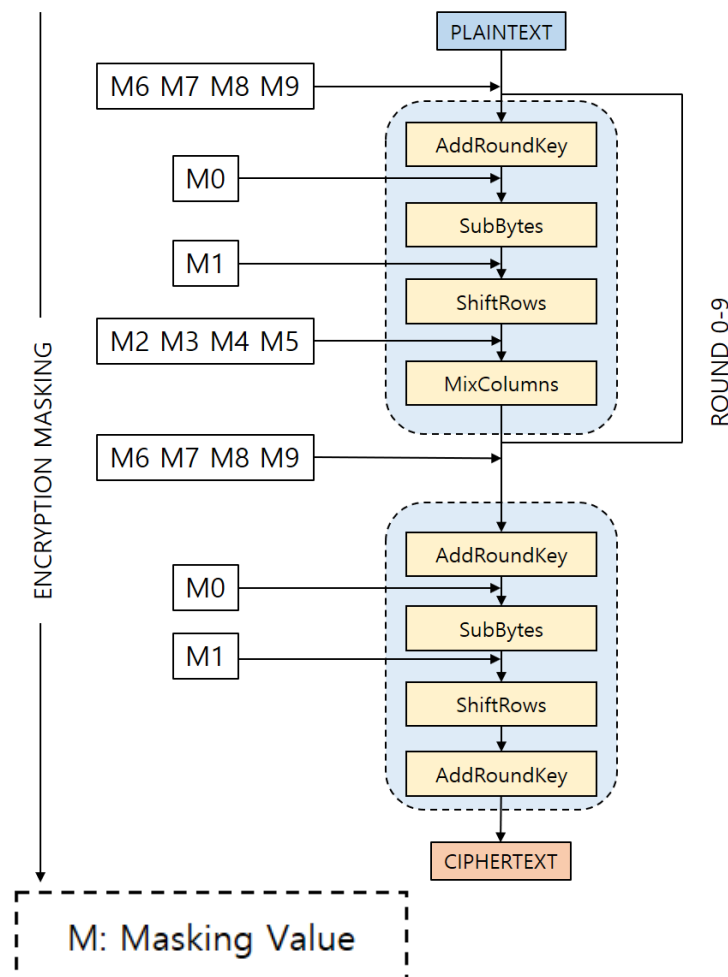 PLAINTEXT
M6 M7 M8 M9
AddRoundKey
M0
SubBytes
M1
ShiftRows
M2 M3 M4 M5
MixColumns
ROUND 0-9
M6 M7 M8 M9
ENCRYPTION MASKING
AddRoundKey
M0
SubBytes
M1
ShiftRows
AddRoundKey
CIPHERTEXT
M: Masking Value